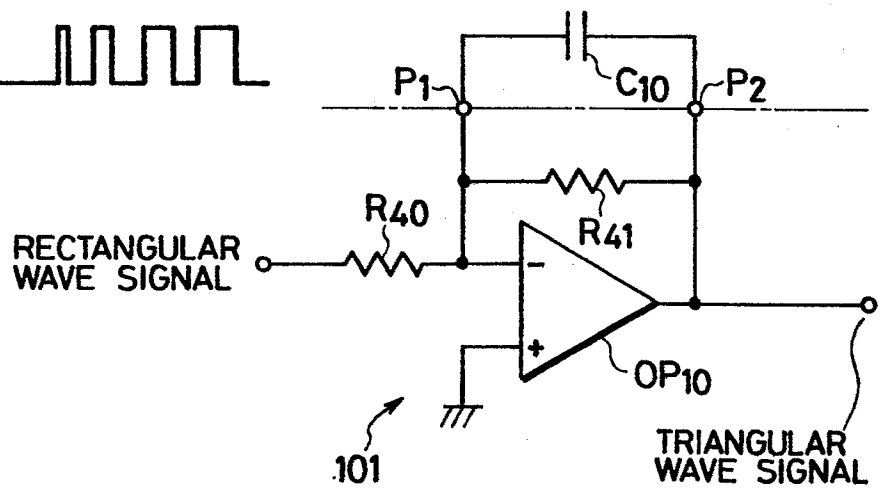 P1
C10
P2
R40
R41
RECTANGULAR
WAVE SIGNAL
−
+
OP10
101
TRIANGULAR
WAVE SIGNAL